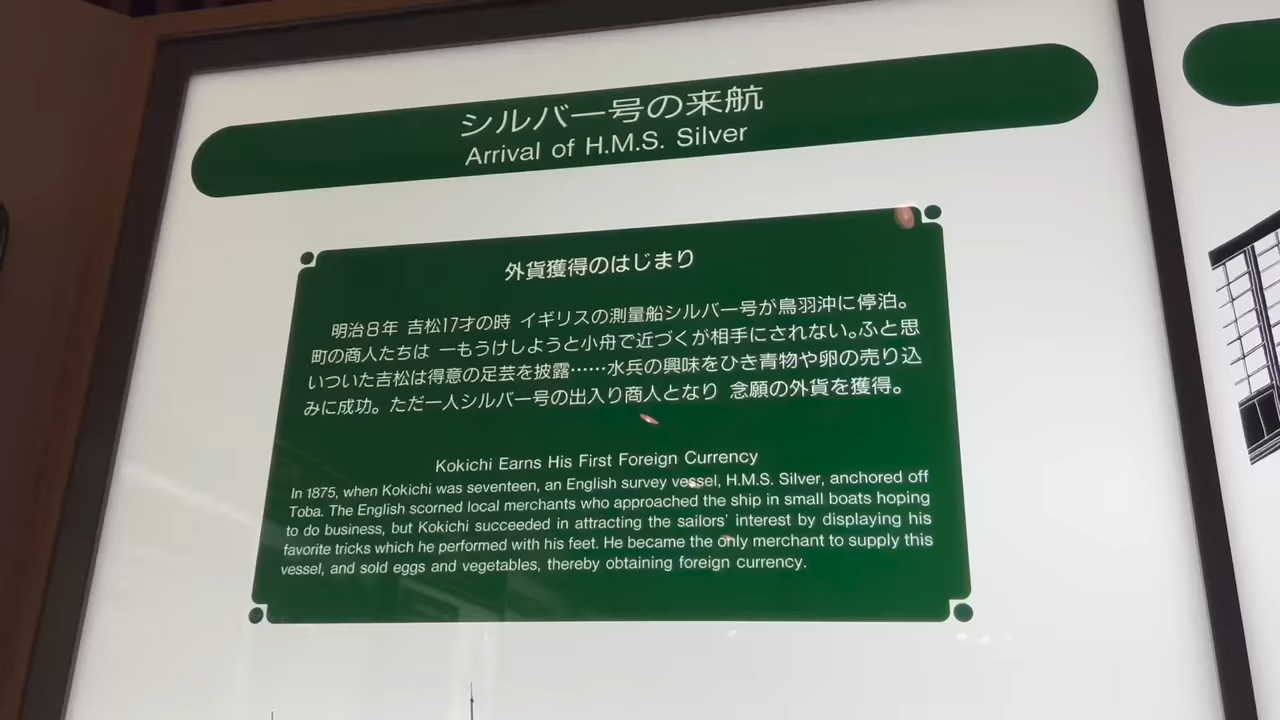 シルバー号の来航
Arrival of H.M.S. Silver
外貨獲得のはじまり
明治8年 吉松17才の時 イギリスの測量船シルバー号が鳥羽沖に停泊。
町の商人たちは 一もうけしようと小舟で近づくが相手にされない。ふと思
いついた吉松は得意の足芸を披露……水兵の興味をひき青物や卵の売り込
みに成功。ただ一人シルバー号の出入り商人となり 念願の外貨を獲得。
Kokichi Earns His First Foreign Currency
In 1875, when Kokichi was seventeen, an English survey vessel, H.M.S. Silver, anchored off
Toba. The English scorned local merchants who approached the ship in small boats hoping
to do business, but Kokichi succeeded in attracting the sailors' interest by displaying his
favorite tricks which he performed with his feet. He became the only merchant to supply this
vessel, and sold eggs and vegetables, thereby obtaining foreign currency.